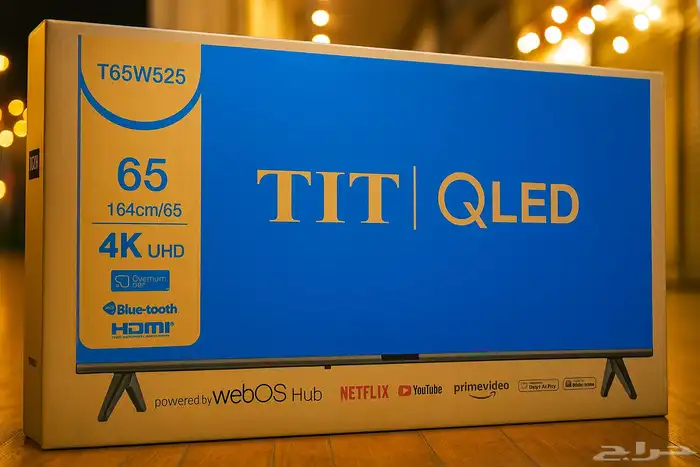 T65W525
65
164cm/65
4K UHD
Blue-tooth
HDMI
TIT | QLED
powered by webOS Hub
NETFLIX
YouTube
primevideo
حراج